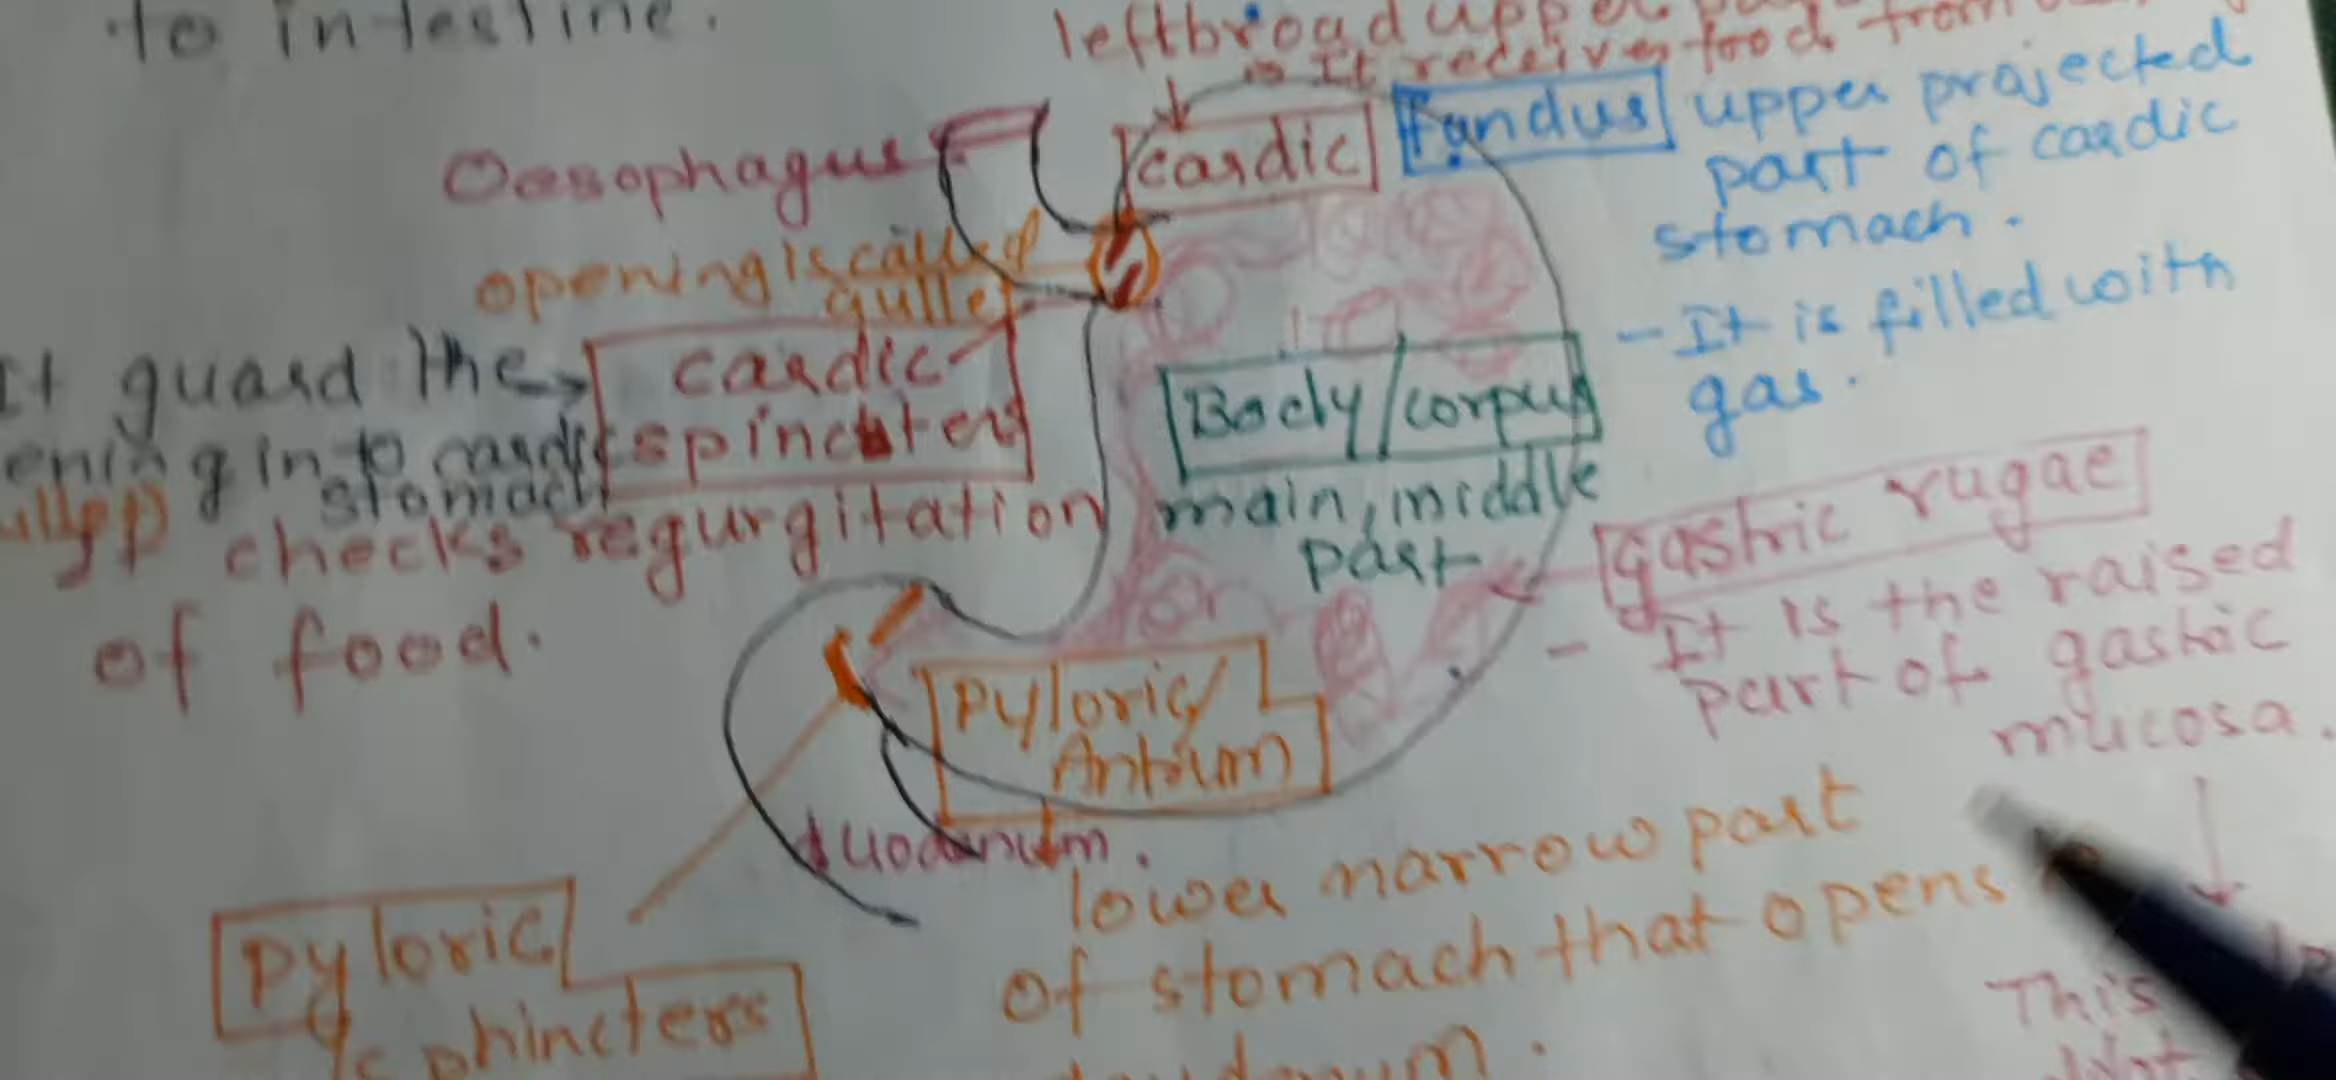 to intestine.
left broad upper
It receives food from
Oesophagus
cardic
Fundus
upper projected
part of cardic
stomach.
- It is filled with
gas.
opening is called
gullet
It guard the
cardic
spincter
ening into cardic
stomach
checks regurgitation
of food.
Body/corpus
main, middle
part
Gastric rugae
- It is the raised
part of gastric
mucosa.
Pyloric/
Antrum
duodenum.
lower narrow part
of stomach that opens
Pyloric
sphincters
This